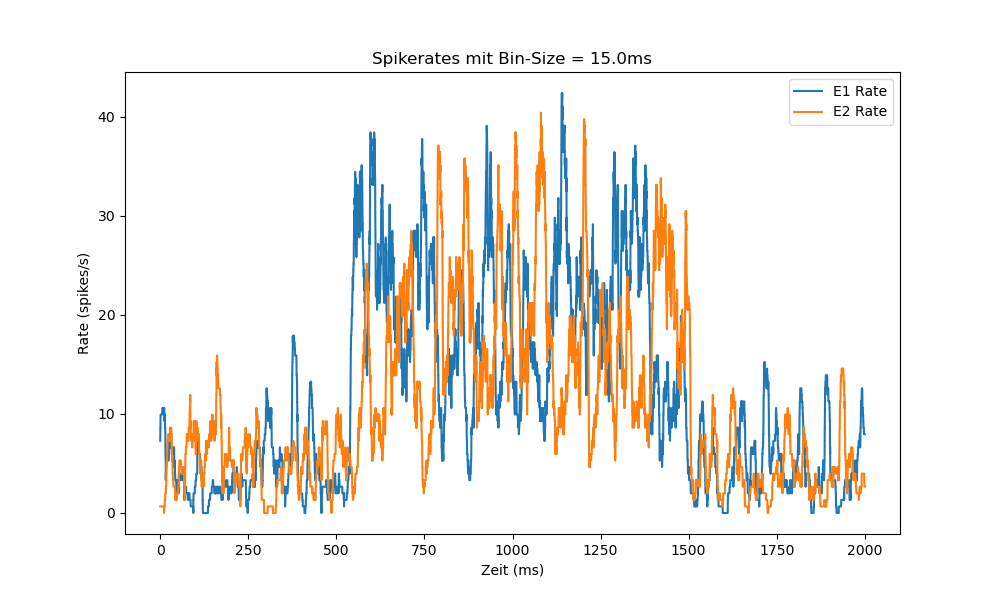 Spikerates mit Bin-Size = 15.0ms
E1 Rate
E2 Rate
40
30
20
10
0
Rate (spikes/s)
0 250 500 750 1000 1250 1500 1750 2000
Zeit (ms)